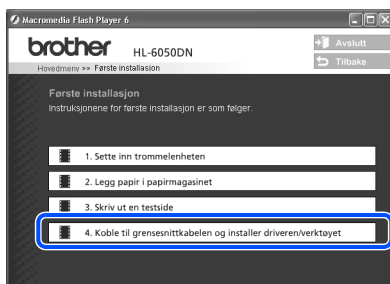 Macromedia Flash Player 6
brother HL-6050DN
Avslutt
Hovedmeny >> Første installasjon
Tilbake
Første installasjon
Instruksjonene for første installasjon er som følger.
1. Sette inn trommelenheten
2. Legg papir i papirmagasinet
3. Skriv ut en testside
4. Koble til grensesnittkabelen og installer driveren/verktøyet